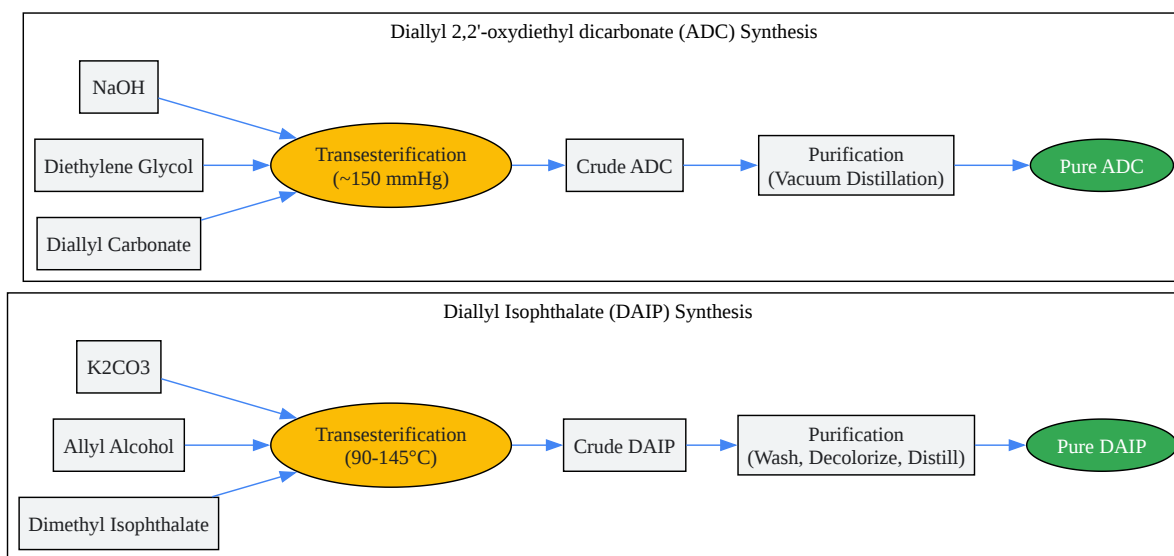 Diallyl 2,2'-oxydiethyl dicarbonate (ADC) Synthesis
NaOH
Diethylene Glycol
Diallyl Carbonate
Transesterification
(~150 mmHg)
Crude ADC
Purification
(Vacuum Distillation)
Pure ADC
Diallyl Isophthalate (DAIP) Synthesis
K2CO3
Allyl Alcohol
Dimethyl Isophthalate
Transesterification
(90-145°C)
Crude DAIP
Purification
(Wash, Decolorize, Distill)
Pure DAIP